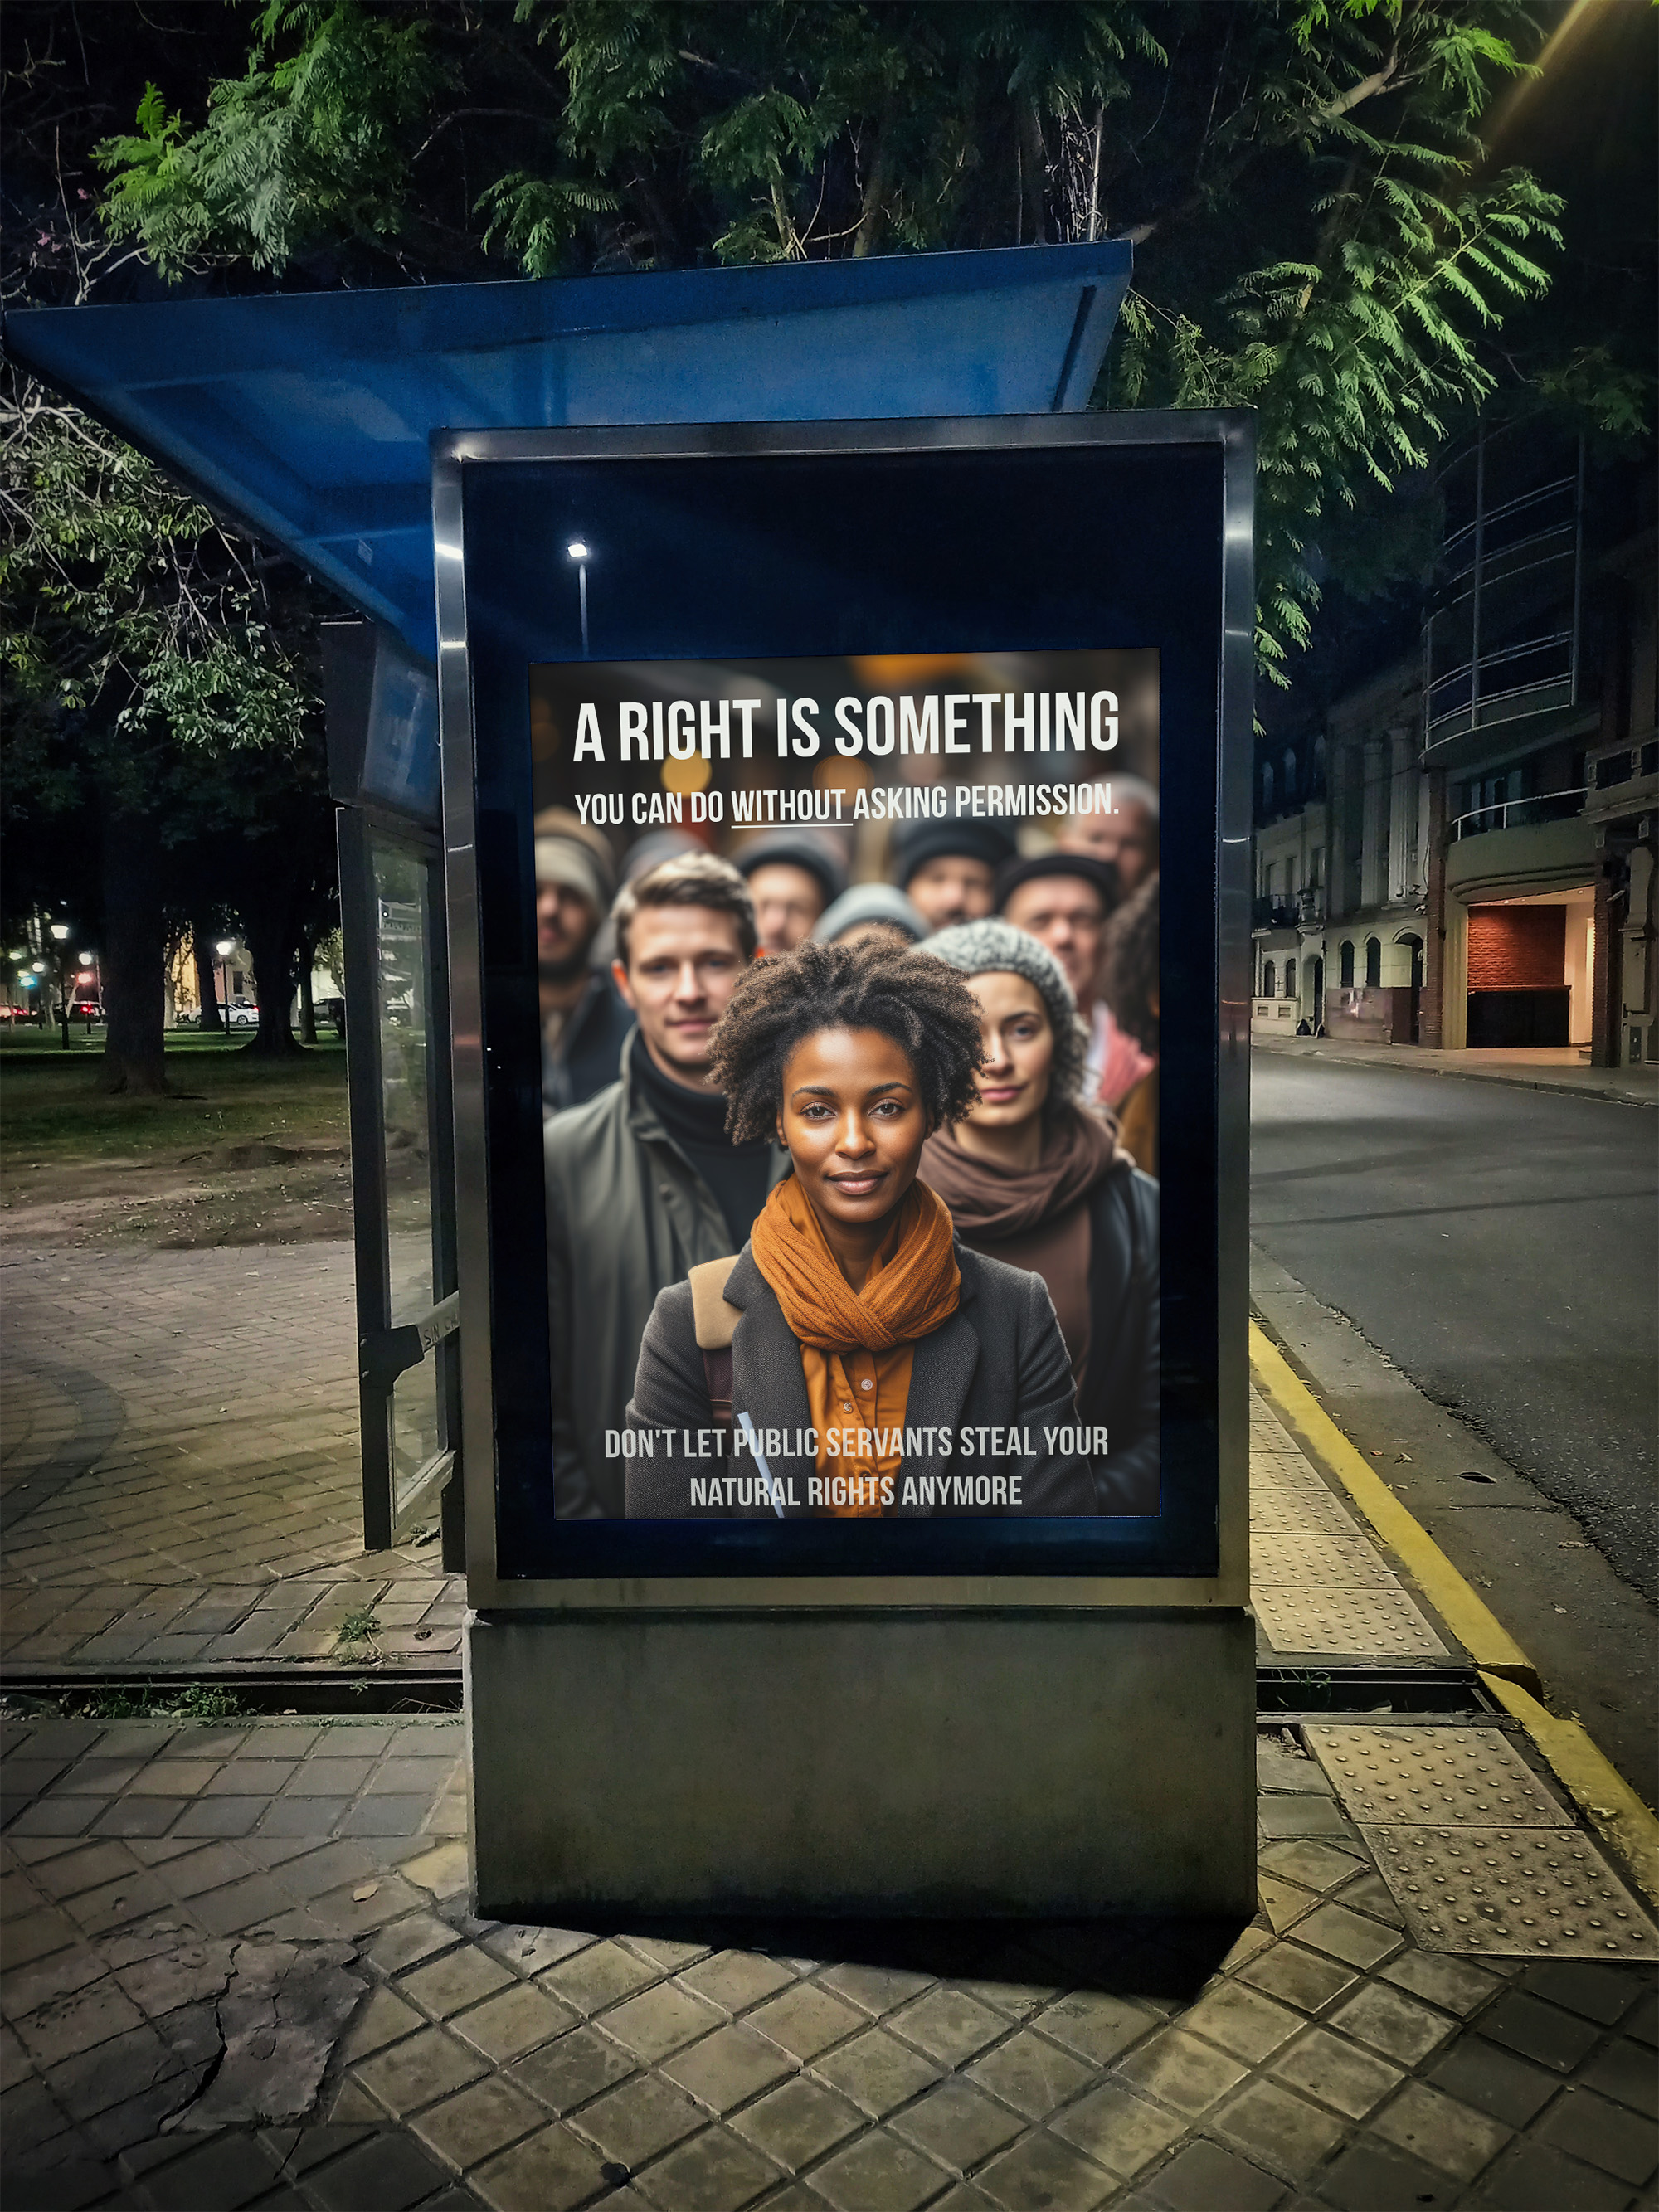 A RIGHT IS SOMETHING
YOU CAN DO WITHOUT ASKING PERMISSION.
DON'T LET PUBLIC SERVANTS STEAL YOUR
NATURAL RIGHTS ANYMORE